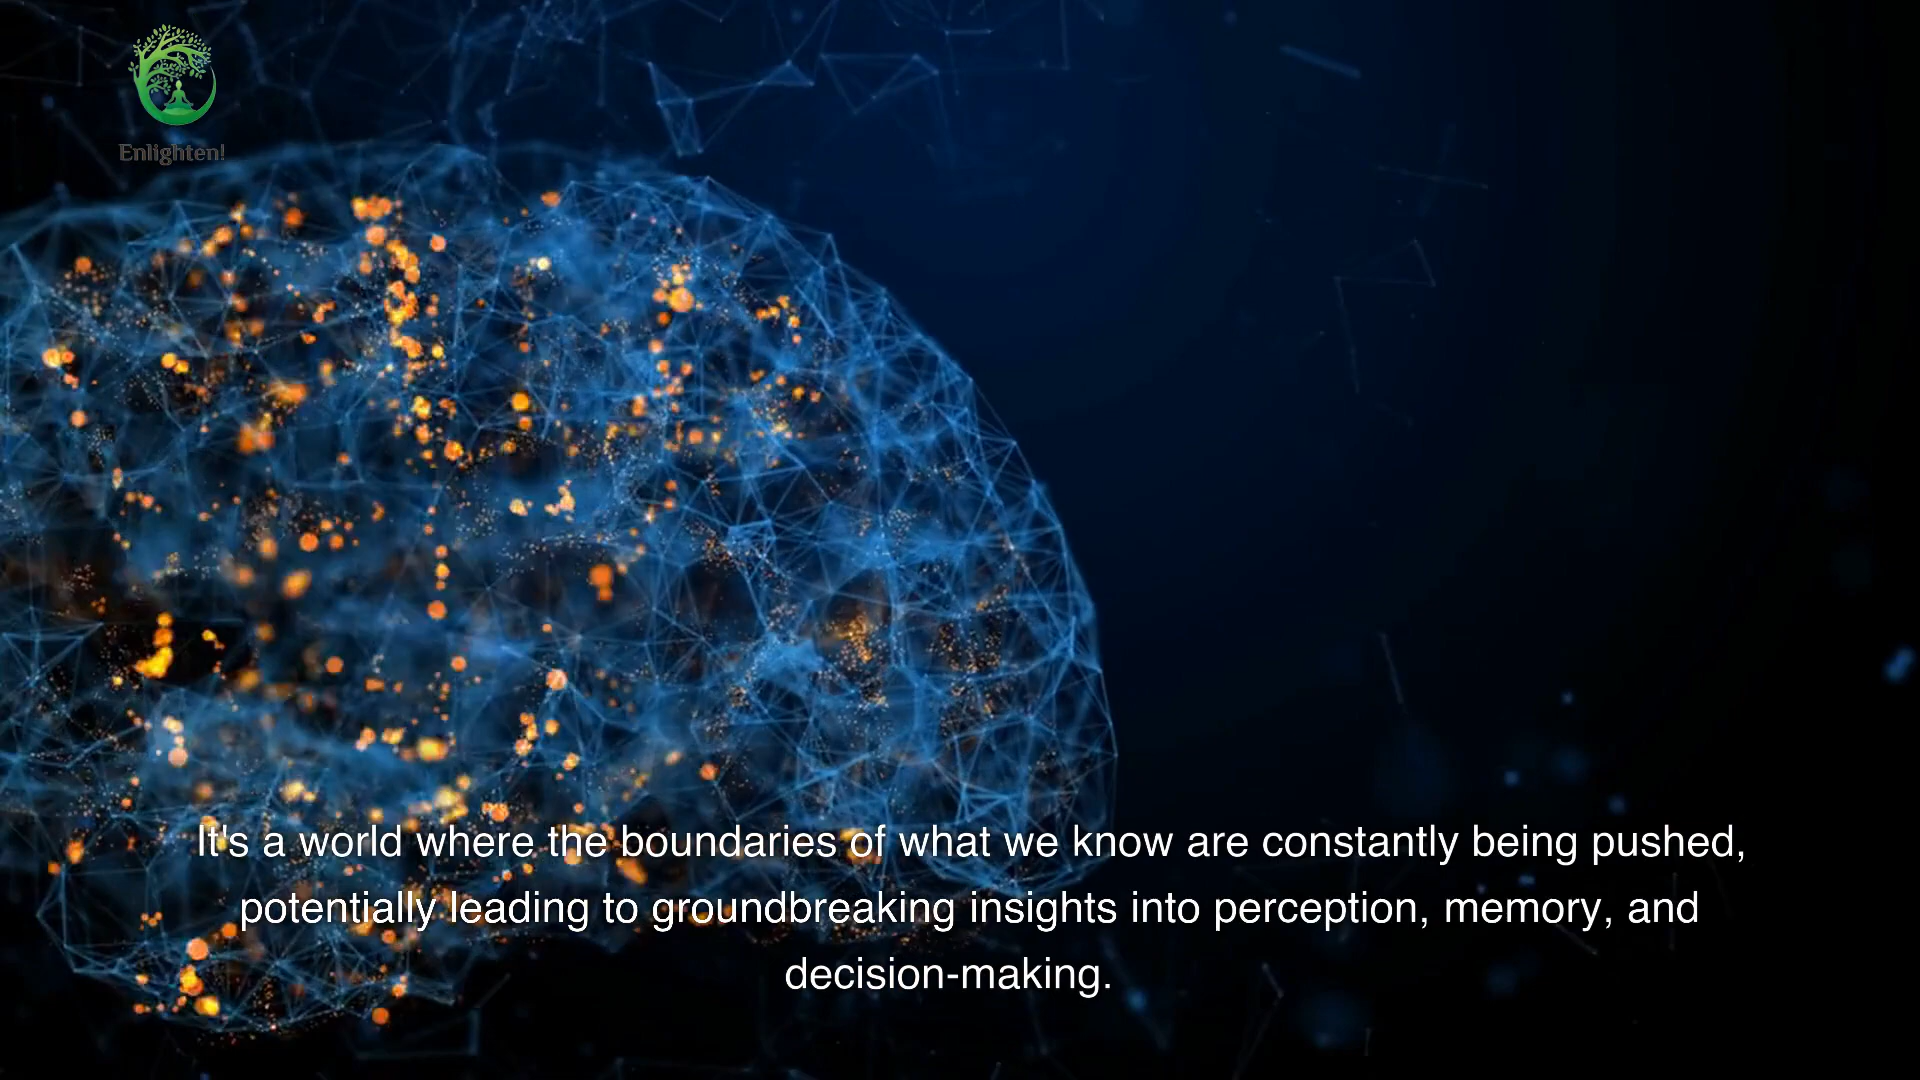 Enlighten!
It's a world where the boundaries of what we know are constantly being pushed,
potentially leading to groundbreaking insights into perception, memory, and
decision-making.